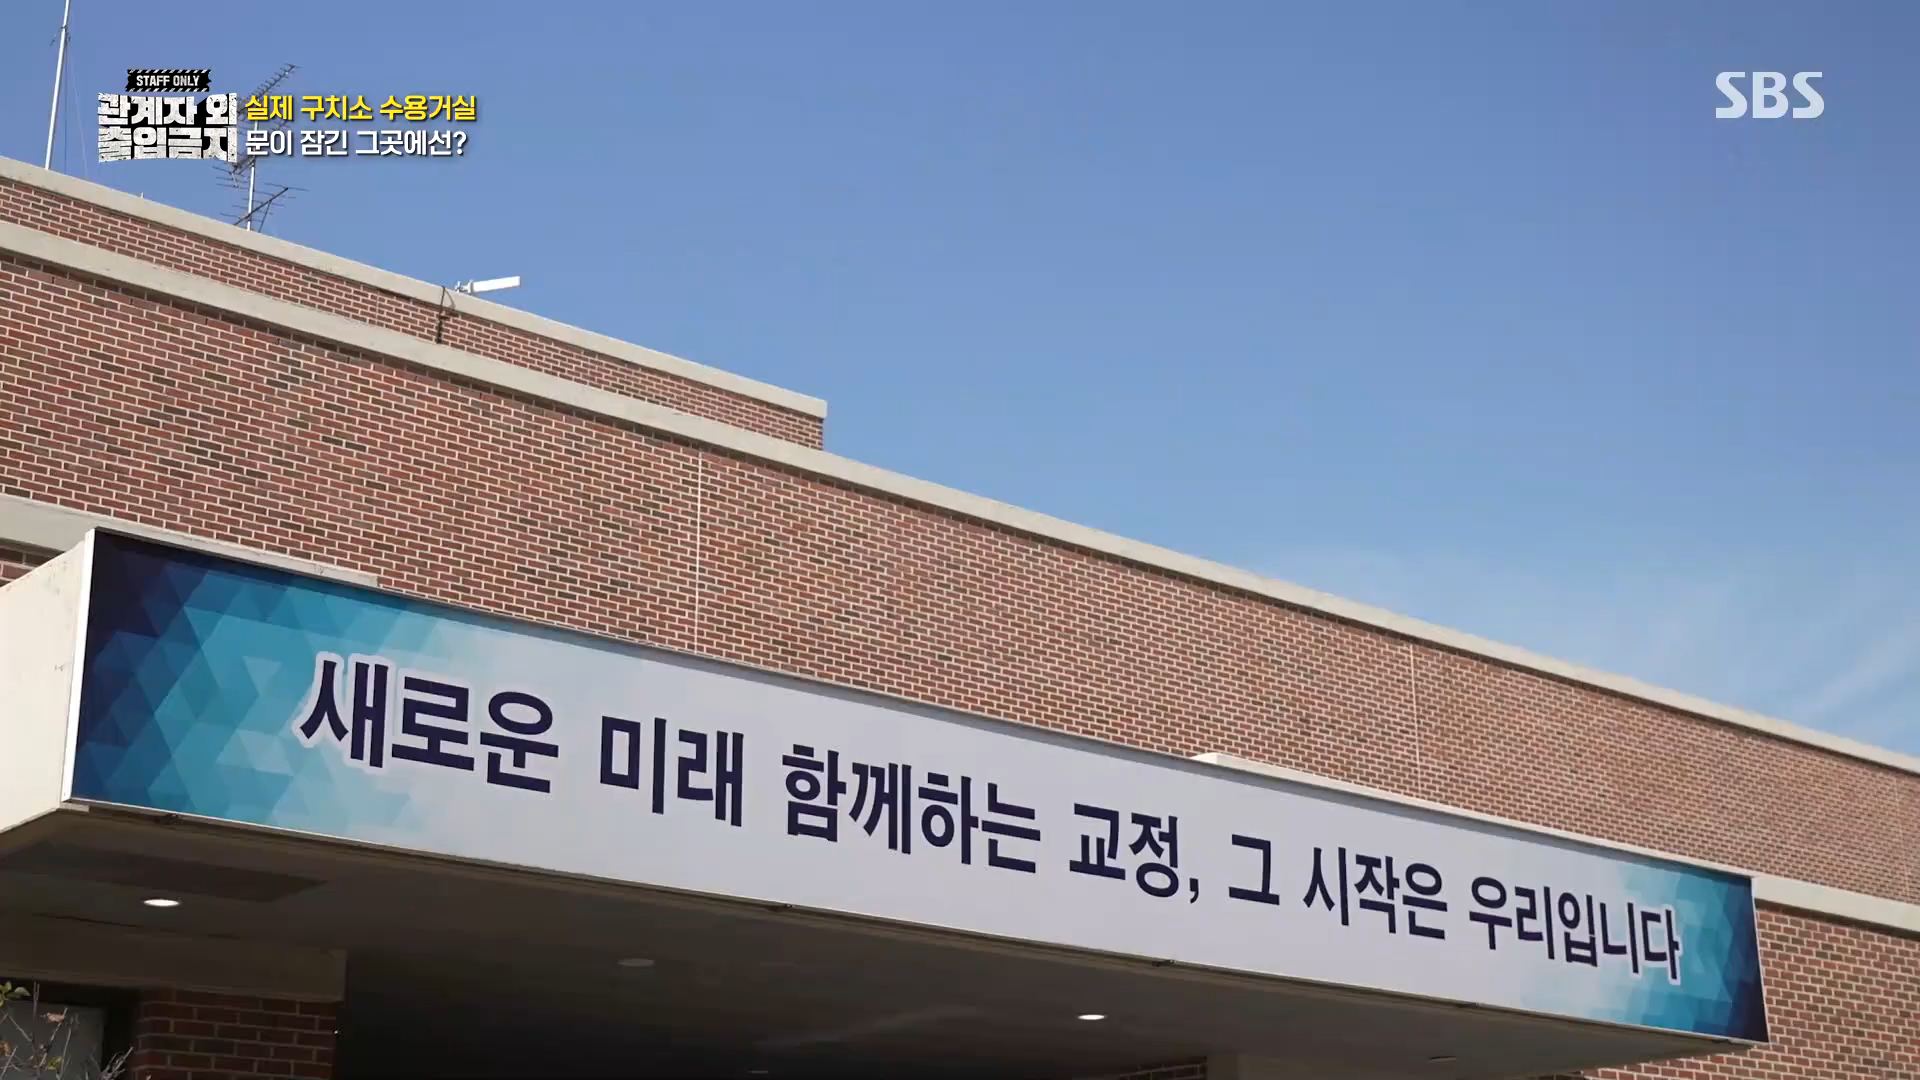 STAFF ONLY
관계자 외
출입금지
실제 구치소 수용거실
문이 잠긴 그곳에선?
SBS
새로운 미래 함께하는 교정, 그 시작은 우리입니다